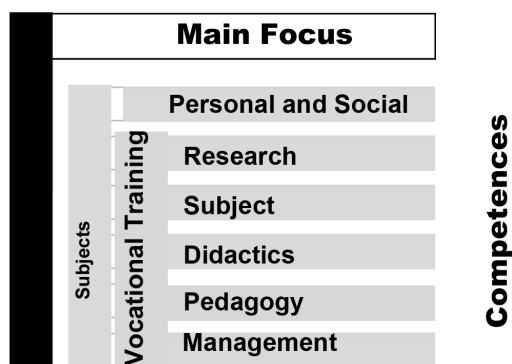 Main Focus
Personal and Social
Research
Subject
Didactics
Pedagogy
Management
Subjects
Vocational Training
Competences